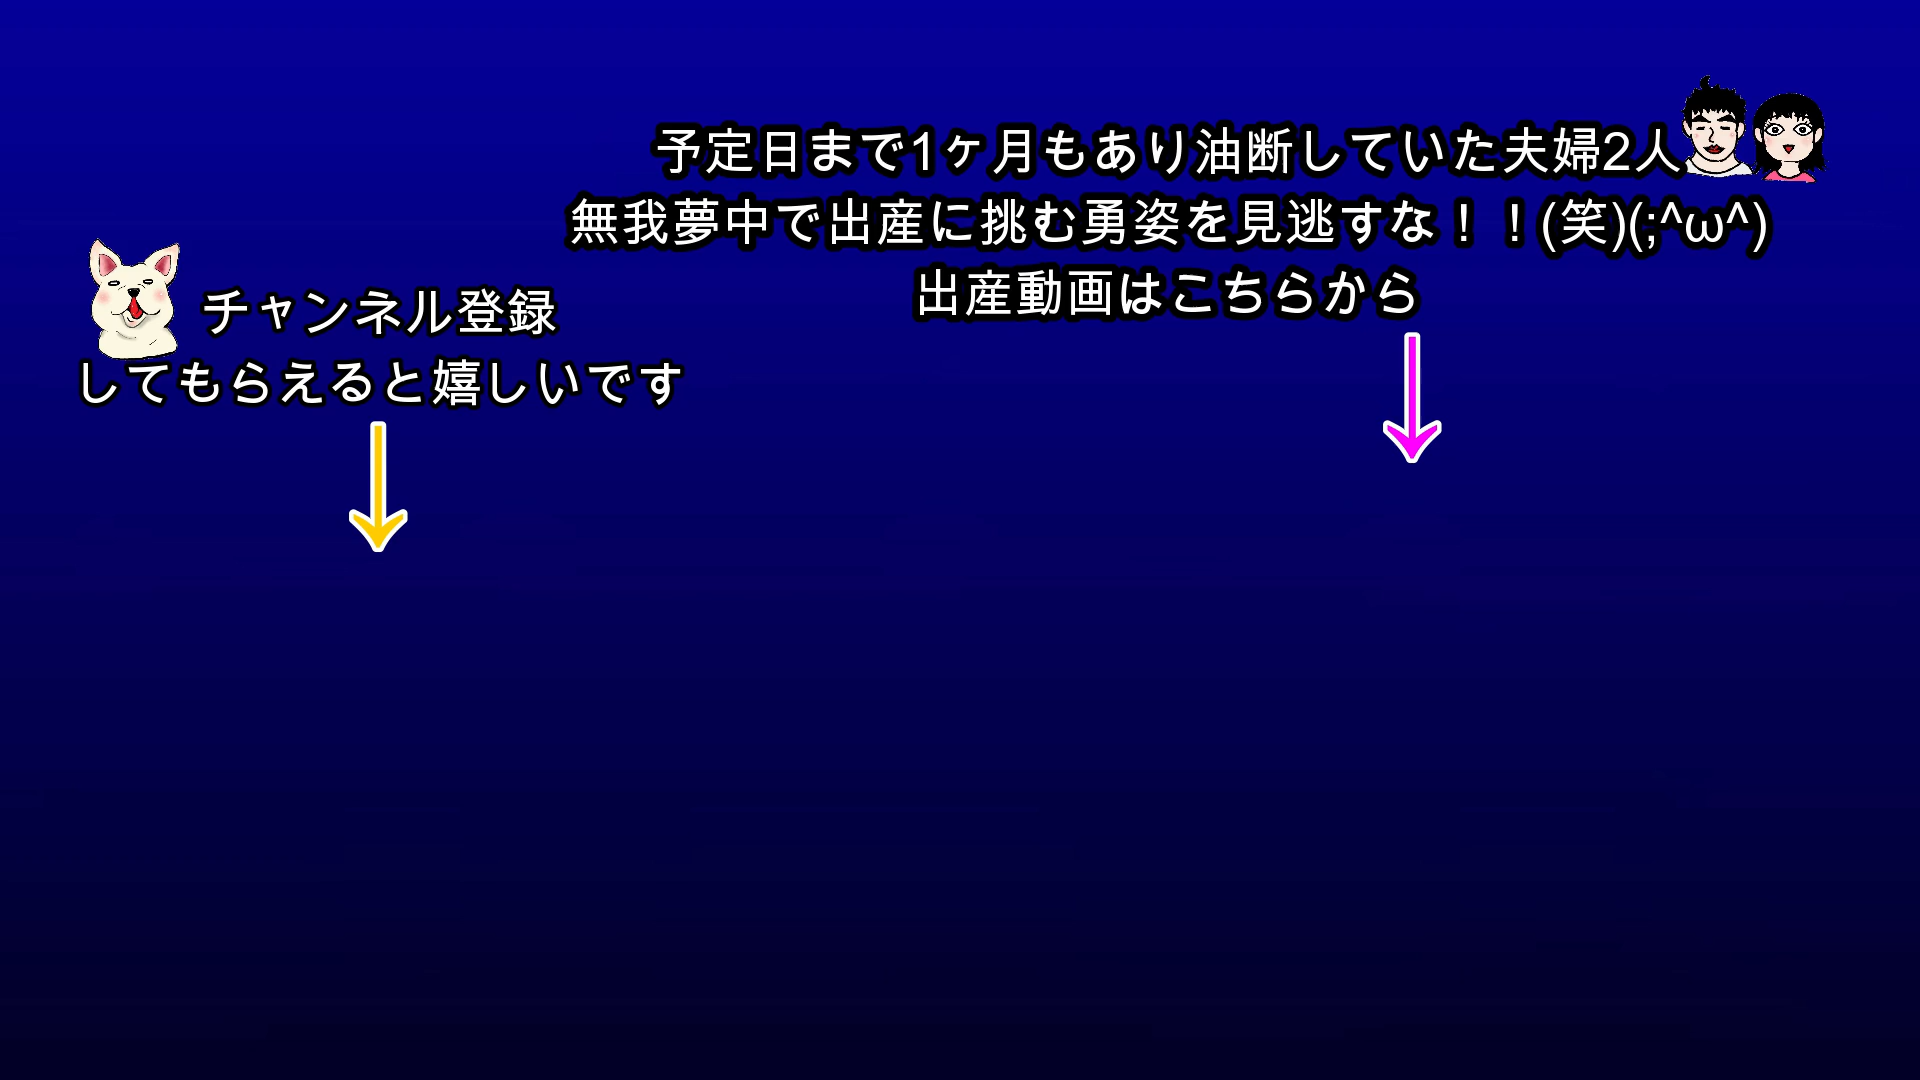 予定日まで1ヶ月もあり油断していた夫婦2人
無我夢中で出産に挑む勇姿を見逃すな！！(笑)(;^ω^)
出産動画はこちらから
チャンネル登録
してもらえると嬉しいです